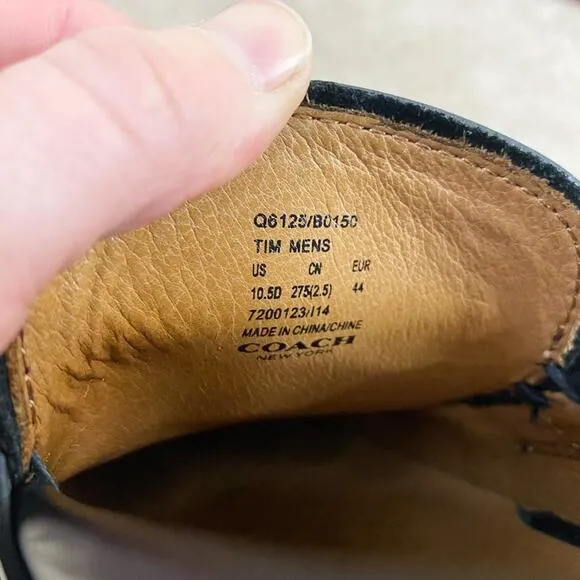 Q6125/B0150
TIM MENS
US CN EUR
10.5D 275(2.5) 44
7200123/I14
MADE IN CHINA/CHINE
COACH
NEW YORK